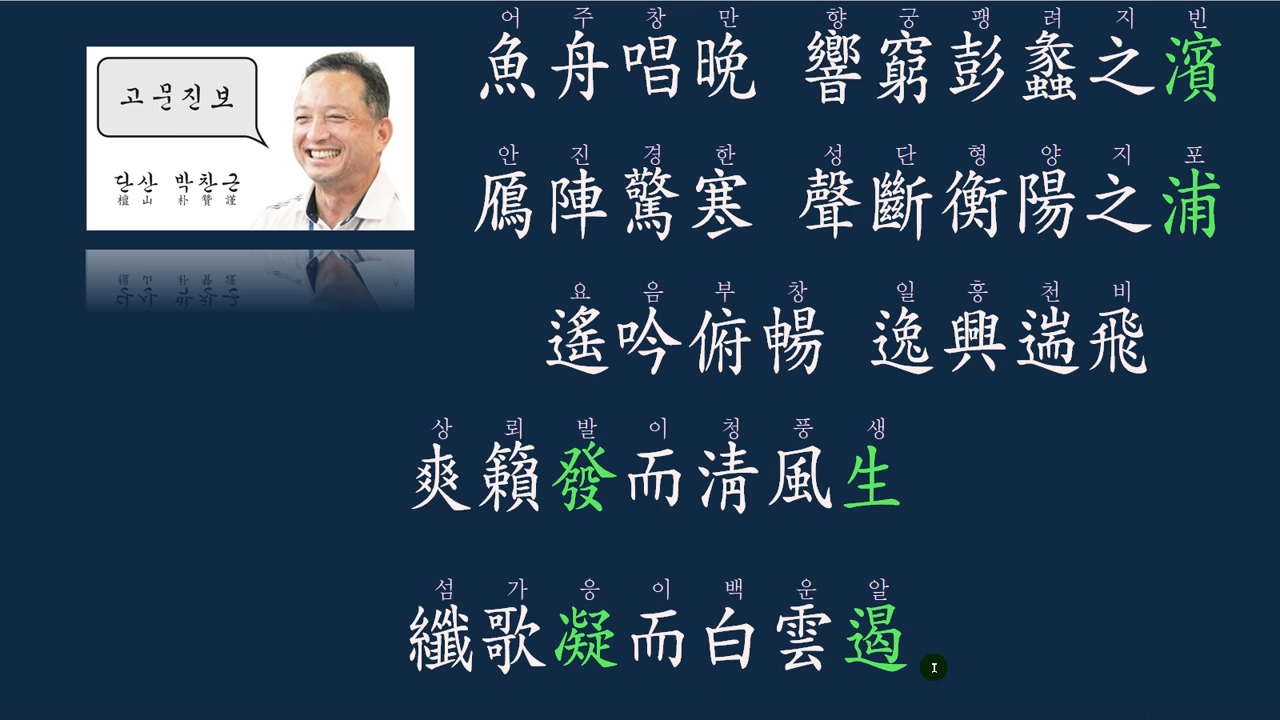 고문진보
단산 박찬근
檀山 朴贊謹
어주창만 향궁팽려지빈
魚舟唱晩 響窮彭蠡之濱
안진경한 성단형양지포
鴈陣驚寒 聲斷衡陽之浦
요음부창 일흥천비
遙吟俯暢 逸興遄飛
상뢰발이청풍생
爽籟發而淸風生
섬가응이백운알
纖歌凝而白雲遏